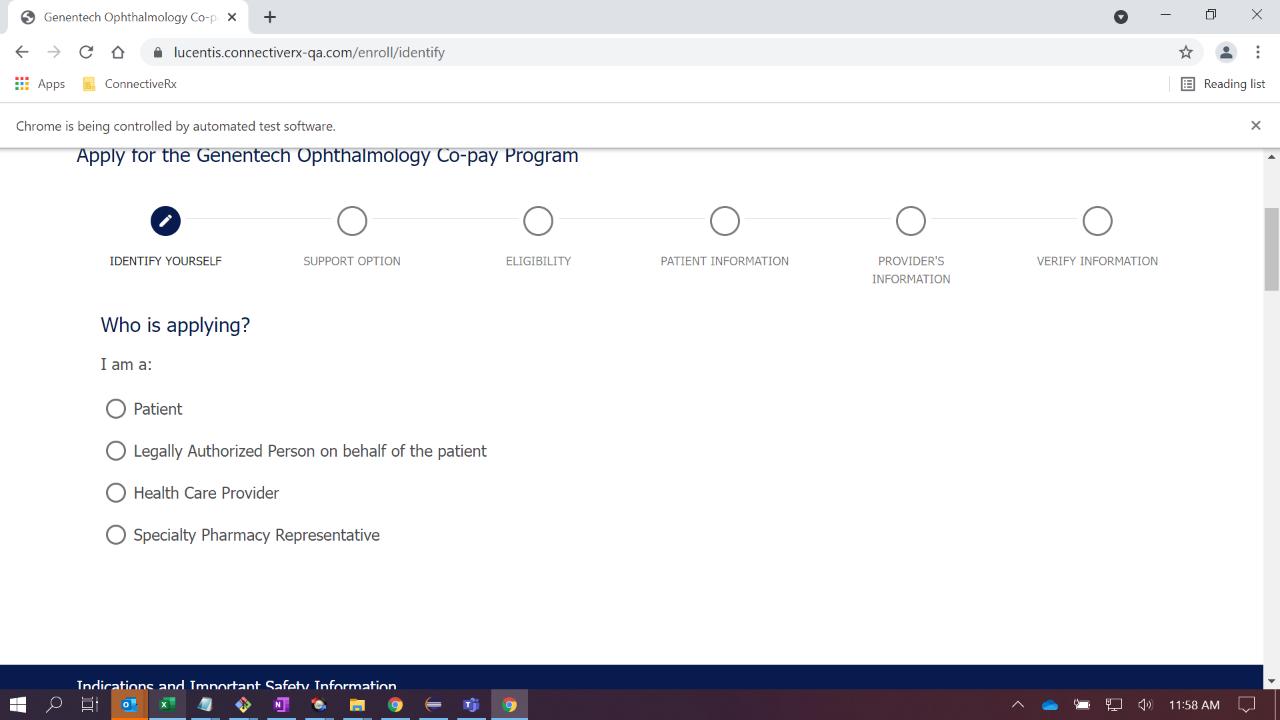 Genentech Ophthalmology Co-p
lucentis.connectiverx-qa.com/enroll/identify
Apps
ConnectiveRx
Reading list
Chrome is being controlled by automated test software.
Apply for the Genentech Ophthalmology Co-pay Program
IDENTIFY YOURSELF
SUPPORT OPTION
ELIGIBILITY
PATIENT INFORMATION
PROVIDER'S
INFORMATION
VERIFY INFORMATION
Who is applying?
I am a:
Patient
Legally Authorized Person on behalf of the patient
Health Care Provider
Specialty Pharmacy Representative
Indications and Important Safety Information
11:58 AM